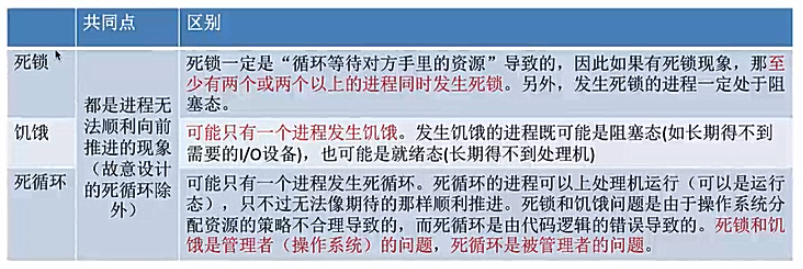 共同点
区别
死锁
死锁一定是“循环等待对方手里的资源”导致的，因此如果有死锁现象，那至
少有两个或两个以上的进程同时发生死锁。另外，发生死锁的进程一定处于阻
塞态。
都是进程无
法顺利向前
推进的现象
（故意设计
的死循环除
外）
饥饿
可能只有一个进程发生饥饿。发生饥饿的进程既可能是阻塞态(如长期得不到
需要的I/O设备)，也可能是就绪态(长期得不到处理机)
死循环
可能只有一个进程发生死循环。死循环的进程可以上处理机运行（可以是运行
态），只不过无法像期待的那样顺利推进。死锁和饥饿问题是由于操作系统分
配资源的策略不合理导致的，而死循环是由代码逻辑的错误导致的。死锁和饥
饿是管理者（操作系统）的问题，死循环是被管理者的问题。